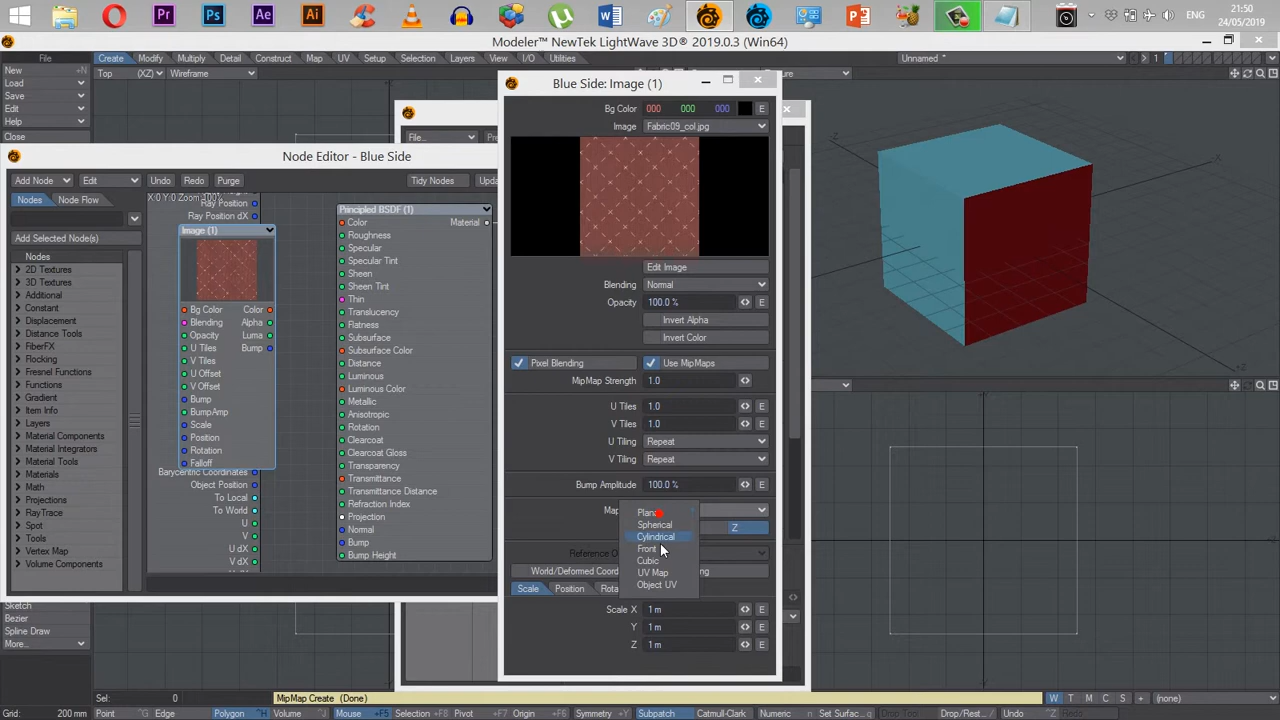 ENG
21:50
24/05/2019
Modeler™ NewTek LightWave 3D® 2019.0.3 (Win64)
File
Create Modify Multiply Detail Construct Map UV Setup Selection Layers View I/O Utilities
Unnamed *
New +N
Load
Save
Edit
Help
Close
Top (XZ) Wireframe
File...
Blue Side: Image (1)
Bg Color 000 000 000 E
Image Fabric09_col.jpg
Edit Image
Blending Normal
Opacity 100.0 % E
Invert Alpha
Invert Color
Pixel Blending Use MipMaps
MipMap Strength 1.0
U Tiles 1.0 E
V Tiles 1.0 E
U Tiling Repeat
V Tiling Repeat
Bump Amplitude 100.0 % E
Z
Spherical
Cylindrical
Front
Cubic
UV Map
Object UV
Scale Position
Scale X 1 m E
Y 1 m E
Z 1 m E
Node Editor - Blue Side
Add Node Edit Undo Redo Purge Tidy Nodes
Nodes Node Flow
X:0 Y:0 Zoom:100%
Add Selected Node(s)
Nodes
2D Textures
3D Textures
Additional
Constant
Displacement
Distance Tools
FiberFX
Flocking
Fresnel Functions
Functions
Gradient
Item Info
Layers
Material Components
Material Integrators
Material Tools
Materials
Math
Projections
RayTrace
Tools
Vertex Map
Volume Components
Ray Position
Ray Position dX
Image (1)
Bg Color Color
Blending Alpha
Opacity Luma
U Tiles Bump
V Tiles
U Offset
V Offset
Bump
BumpAmp
Scale
Position
Rotation
Falloff
Barycentric Coordinates
Object Position
To Local
To World
U
V
U dX
V dX
Principled BSDF (1)
Color Material
Roughness
Specular
Specular Tint
Sheen
Sheen Tint
Thin
Translucency
Flatness
Subsurface
Subsurface Color
Distance
Luminous
Luminous Color
Metallic
Anisotropic
Rotation
Clearcoat
Clearcoat Gloss
Transparency
Transmittance
Transmittance Distance
Refraction Index
Projection
Normal
Bump
Bump Height
Sketch
Bezier
Spline Draw
More...
Sel: 0 MipMap Create (Done) W T M C S + (none)
Grid: 200 mm Point ^G Edge Polygon ^H Volume ^J Mouse +F5 Selection +F8 Pivot +F7 Origin +F6 Symmetry +Y Subpatch Catmull-Clark Numeric n Set Surfac... q Drop/Rest... / Undo u Redo z